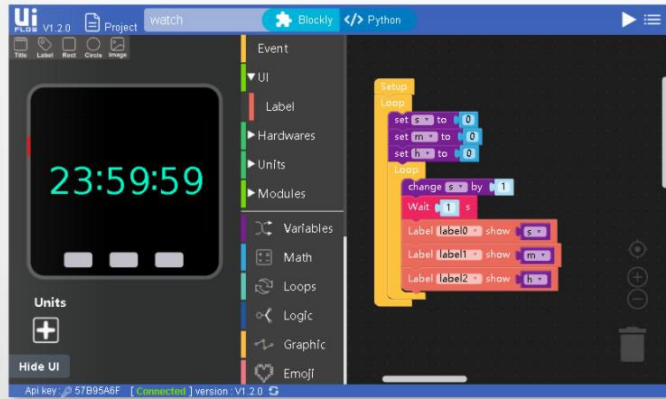 Ui
FLOW V1.2.0 Project watch Blockly </> Python
Title Label Rect Circle Image
23:59:59
Units
Hide UI
Event
UI
Label
Hardwares
Units
Modules
Variables
Math
Loops
Logic
Graphic
Emoji
Setup
Loop
set s to 0
set m to 0
set h to 0
Loop
change s by 1
Wait 1 s
Label label0 show s
Label label1 show m
Label label2 show h
Api key: 57B95A6F [Connected] version : V1.2.0